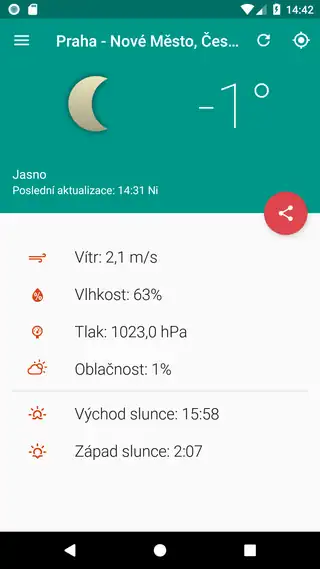 14:42
Praha - Nové Město, Čes...
-1°
Jasno
Poslední aktualizace: 14:31 Ni
Vítr: 2,1 m/s
%
Vlhkost: 63%
Tlak: 1023,0 hPa
Oblačnost: 1%
Východ slunce: 15:58
Západ slunce: 2:07